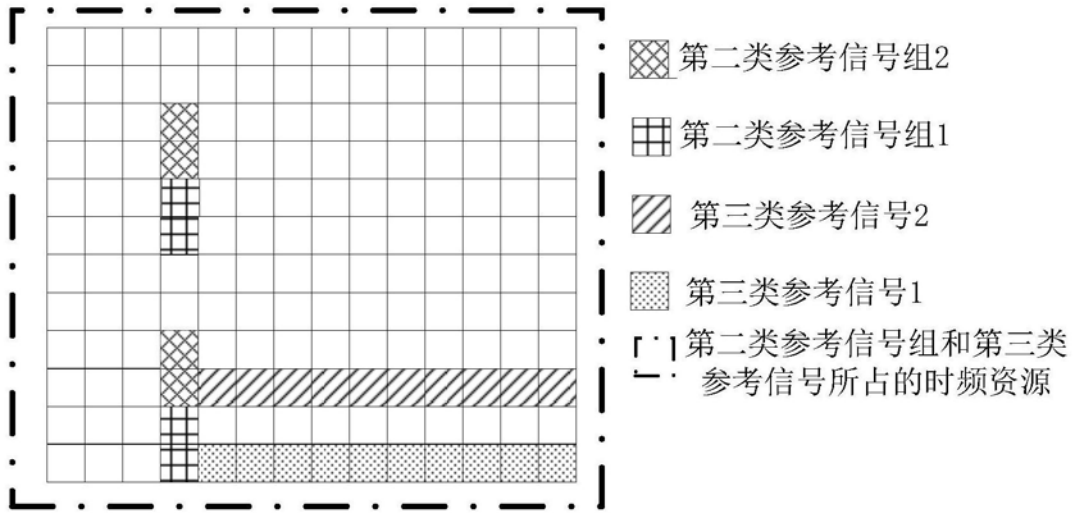 第二类参考信号组2
第二类参考信号组1
第三类参考信号2
第三类参考信号1
第二类参考信号组和第三类
参考信号所占的时频资源